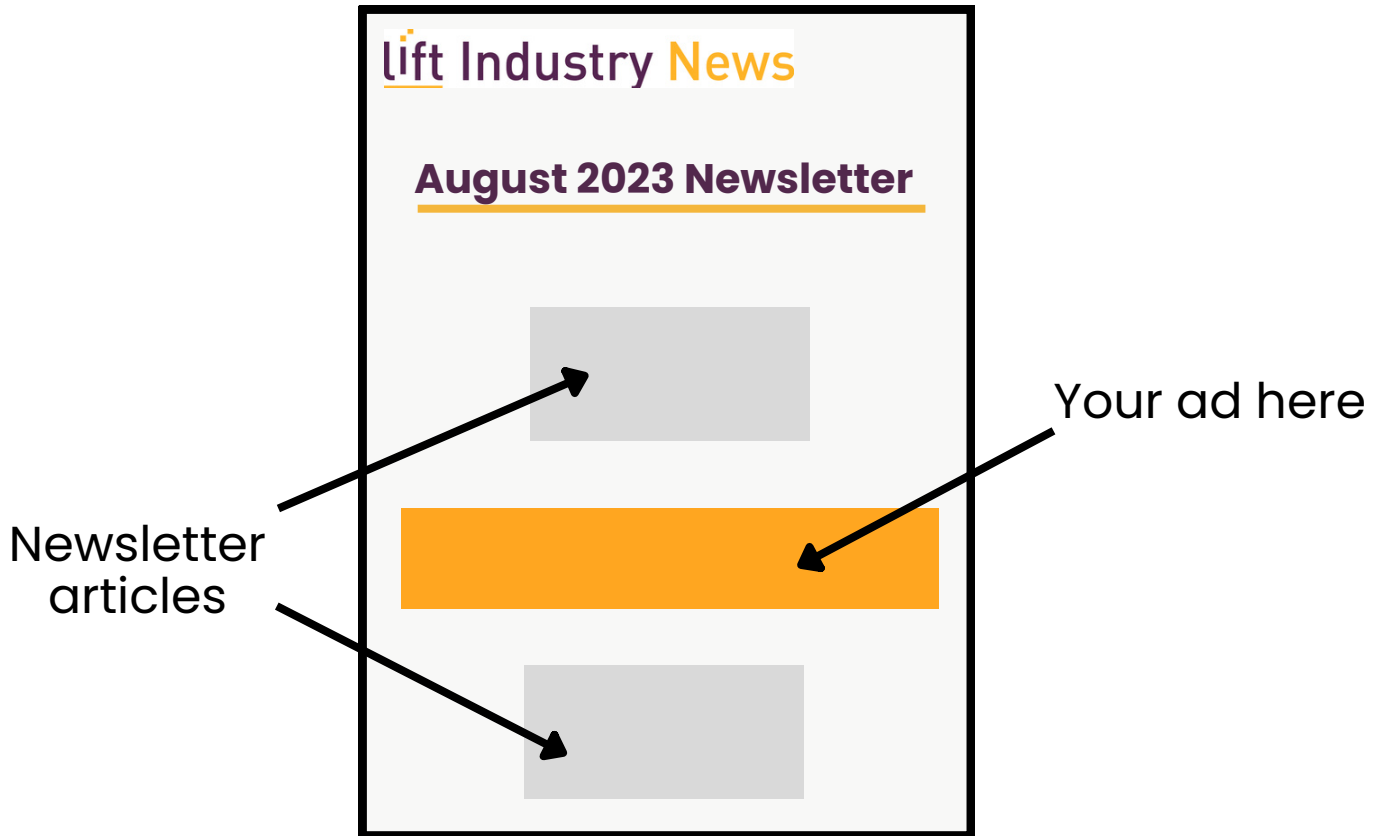 lift Industry News
August 2023 Newsletter
Your ad here
Newsletter
articles